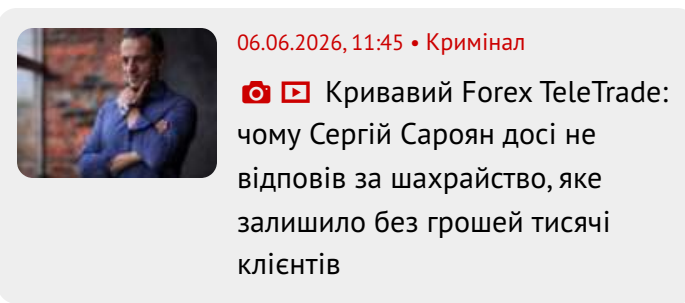 06.06.2026, 11:45 • Кримінал
Кривавий Forex TeleTrade:
чому Сергій Сароян досі не
відповів за шахрайство, яке
залишило без грошей тисячі
клієнтів